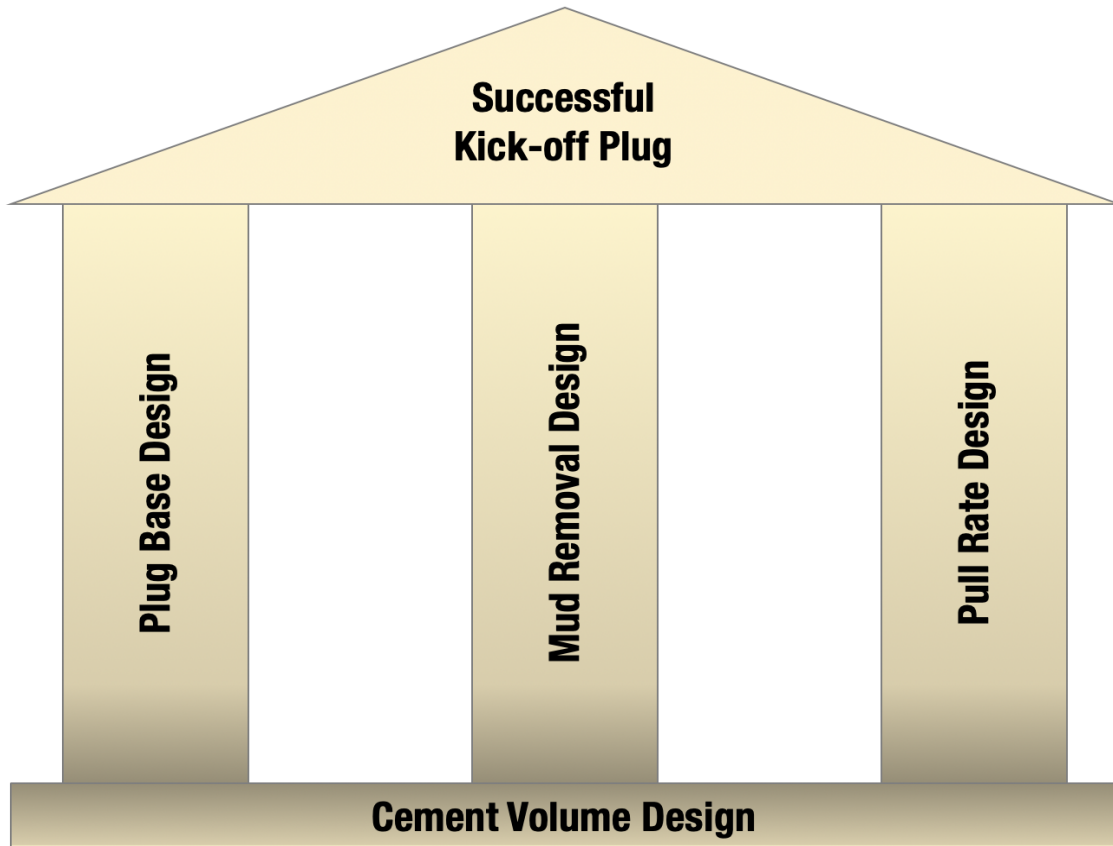 Successful
Kick-off Plug
Plug Base Design
Mud Removal Design
Pull Rate Design
Cement Volume Design